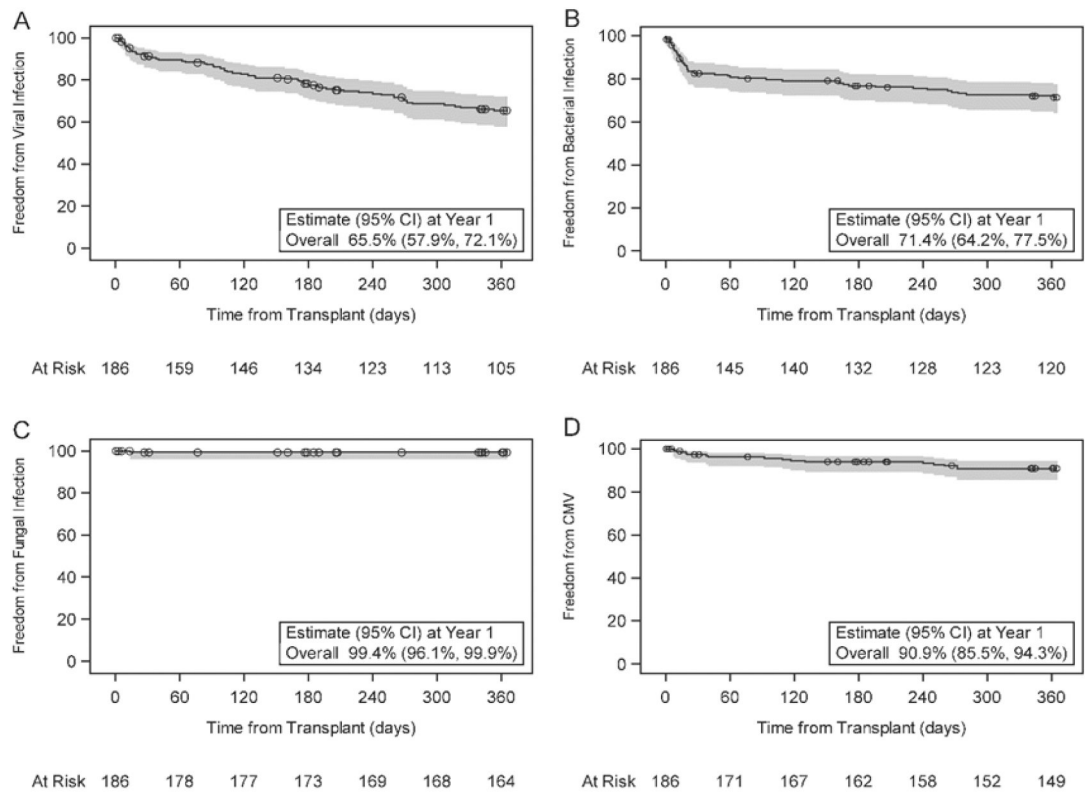 A
Freedom from Viral Infection
100
80
60
40
20
0
Estimate (95% CI) at Year 1
Overall 65.5% (57.9%, 72.1%)
0 60 120 180 240 300 360
Time from Transplant (days)
At Risk 186 159 146 134 123 113 105
B
Freedom from Bacterial Infection
100
80
60
40
20
0
Estimate (95% CI) at Year 1
Overall 71.4% (64.2%, 77.5%)
0 60 120 180 240 300 360
Time from Transplant (days)
At Risk 186 145 140 132 128 123 120
C
Freedom from Fungal Infection
100
80
60
40
20
0
Estimate (95% CI) at Year 1
Overall 99.4% (96.1%, 99.9%)
0 60 120 180 240 300 360
Time from Transplant (days)
At Risk 186 178 177 173 169 168 164
D
Freedom from CMV
100
80
60
40
20
0
Estimate (95% CI) at Year 1
Overall 90.9% (85.5%, 94.3%)
0 60 120 180 240 300 360
Time from Transplant (days)
At Risk 186 171 167 162 158 152 149